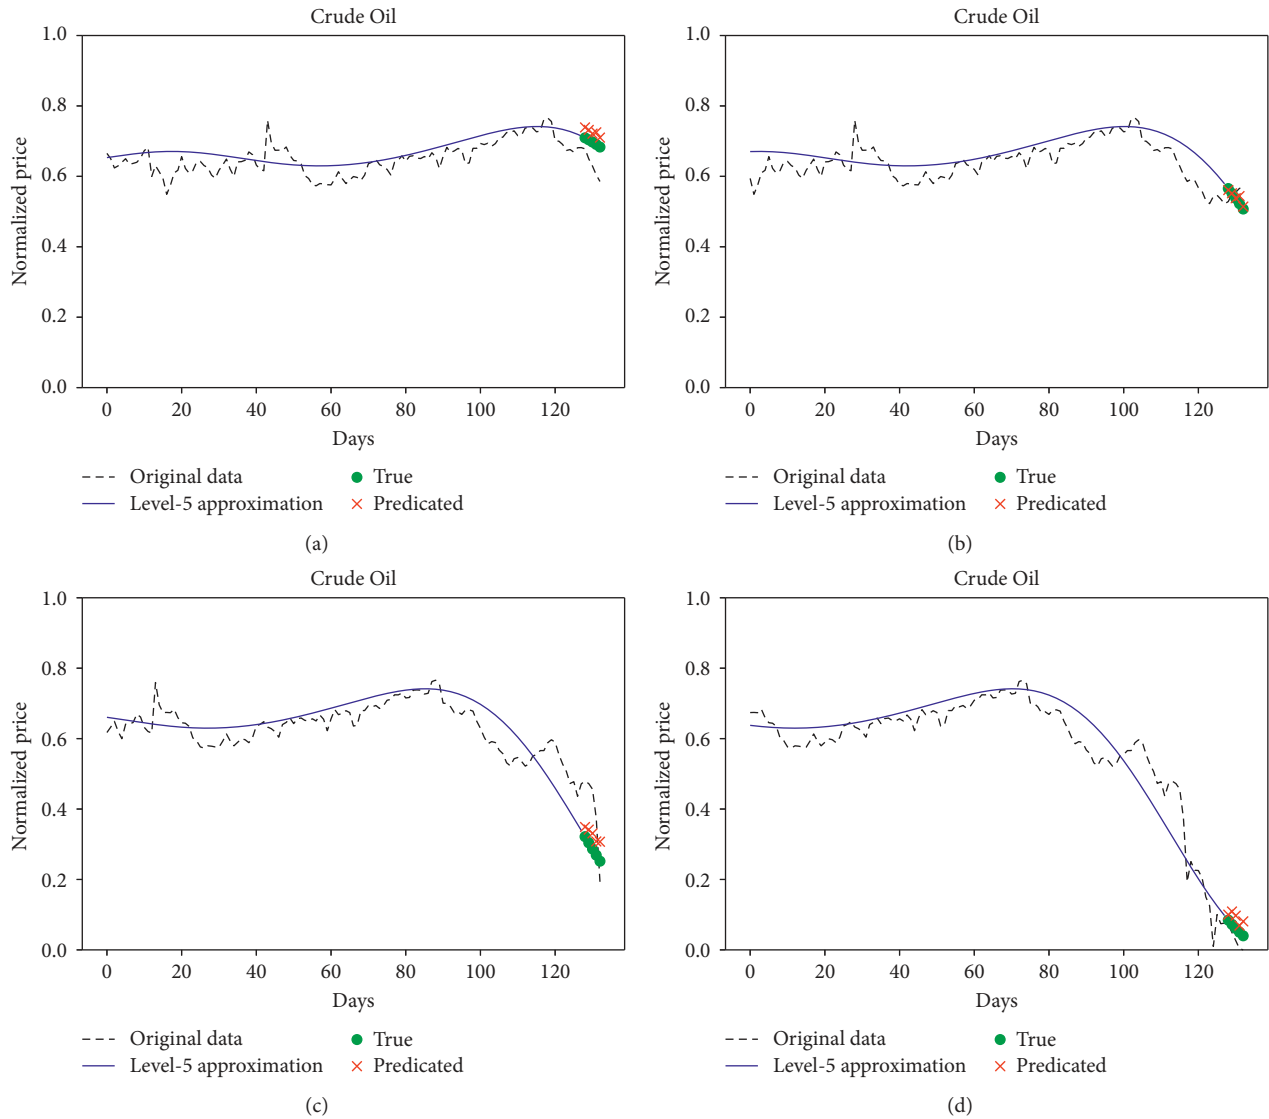 Crude Oil
1.0
0.8
0.6
0.4
0.2
0.0
Normalized price
0 20 40 60 80 100 120
Days
Original data
True
Level-5 approximation
Predicated
(a)
Crude Oil
1.0
0.8
0.6
0.4
0.2
0.0
Normalized price
0 20 40 60 80 100 120
Days
Original data
True
Level-5 approximation
Predicated
(b)
Crude Oil
1.0
0.8
0.6
0.4
0.2
0.0
Normalized price
0 20 40 60 80 100 120
Days
Original data
True
Level-5 approximation
Predicated
(c)
Crude Oil
1.0
0.8
0.6
0.4
0.2
0.0
Normalized price
0 20 40 60 80 100 120
Days
Original data
True
Level-5 approximation
Predicated
(d)